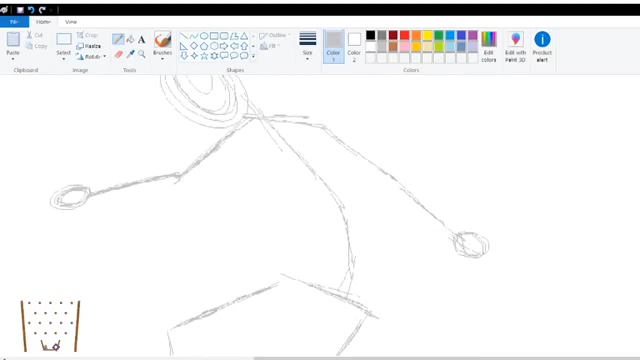 File Home View
Cut
Copy
Paste
Clipboard
Select
Crop
Resize
Rotate
Image
Tools
Brushes
Shapes
Outline
Fill
Size
Color 1
Color 2
Colors
Edit colors
Edit with Paint 3D
Product alert